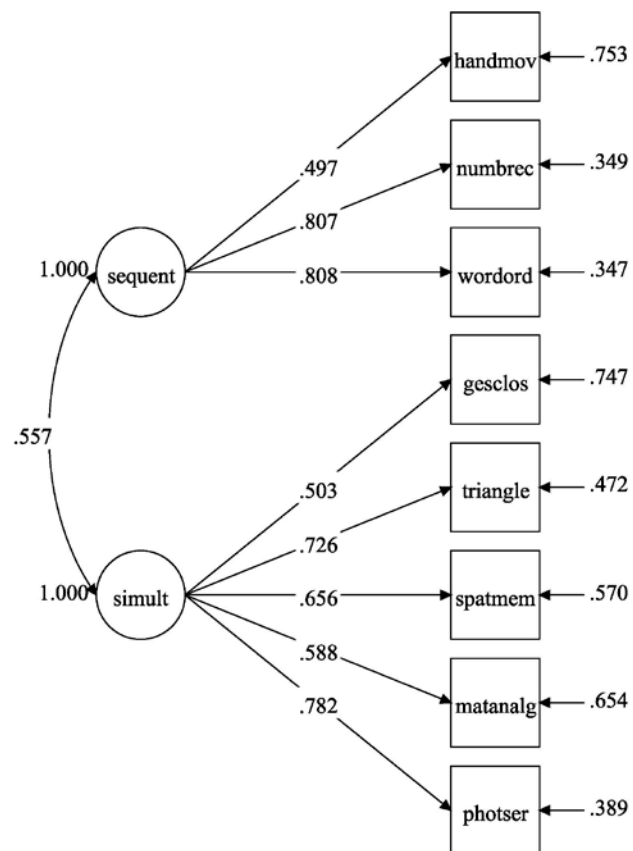 handmov .753
.497
numbrec .349
.807
1.000 sequent .808 wordord .347
gesclos .747
.557
.503
triangle .472
.726
1.000 simult .656 spatmem .570
.588
matanalg .654
.782
photser .389